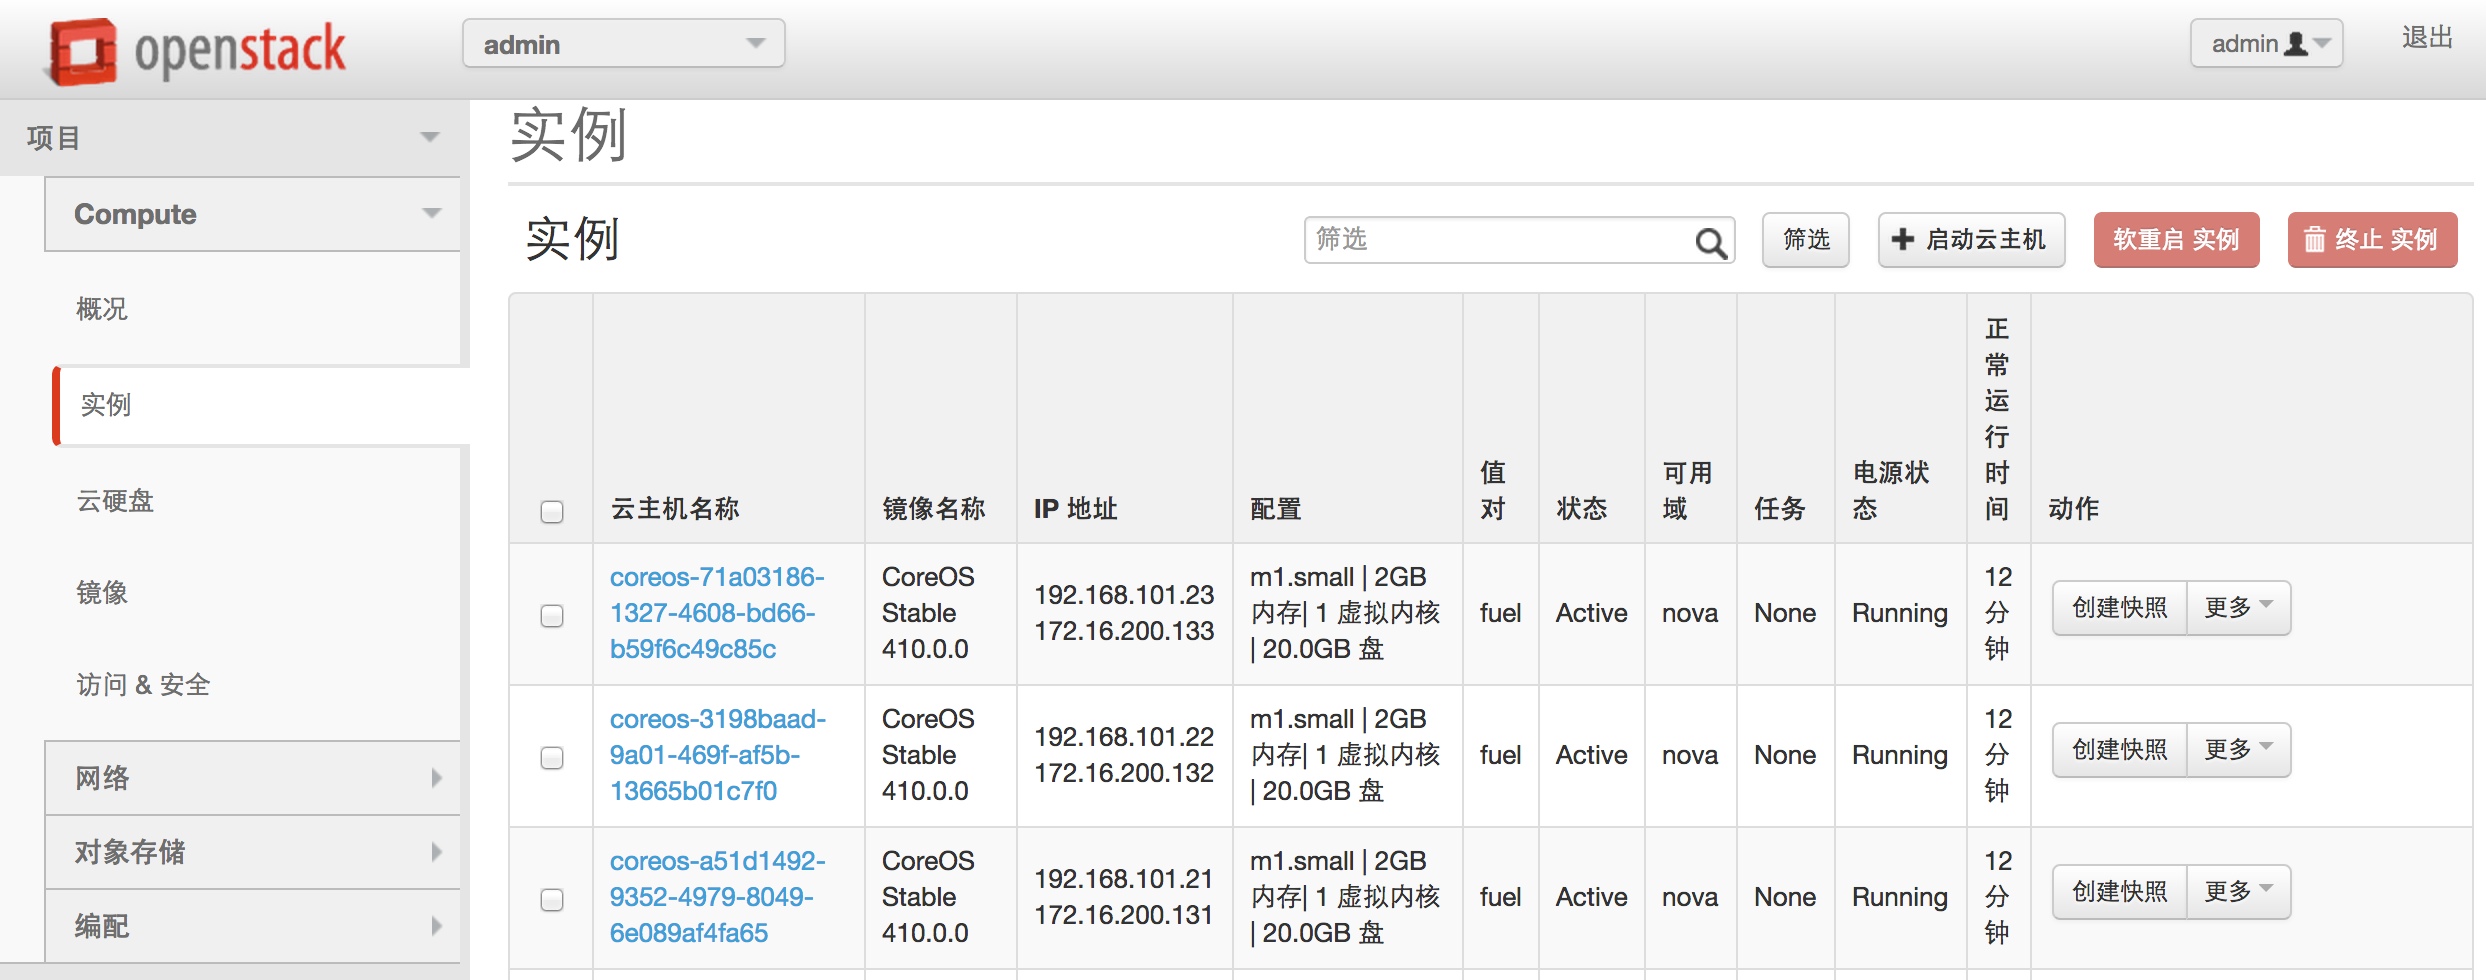 openstack
admin
admin
退出
项目
Compute
概况
实例
云硬盘
镜像
访问 & 安全
网络
对象存储
编配
实例
实例
筛选
筛选
启动云主机
软重启 实例
终止 实例
云主机名称
镜像名称
IP 地址
配置
值
对
状态
可用
域
任务
电源状
态
正
常
运
行
时
间
动作
coreos-71a03186-
1327-4608-bd66-
b59f6c49c85c
CoreOS
Stable
410.0.0
192.168.101.23
172.16.200.133
m1.small | 2GB
内存| 1 虚拟内核
| 20.0GB 盘
fuel
Active
nova
None
Running
12
分
钟
创建快照
更多
coreos-3198baad-
9a01-469f-af5b-
13665b01c7f0
CoreOS
Stable
410.0.0
192.168.101.22
172.16.200.132
m1.small | 2GB
内存| 1 虚拟内核
| 20.0GB 盘
fuel
Active
nova
None
Running
12
分
钟
创建快照
更多
coreos-a51d1492-
9352-4979-8049-
6e089af4fa65
CoreOS
Stable
410.0.0
192.168.101.21
172.16.200.131
m1.small | 2GB
内存| 1 虚拟内核
| 20.0GB 盘
fuel
Active
nova
None
Running
12
分
钟
创建快照
更多